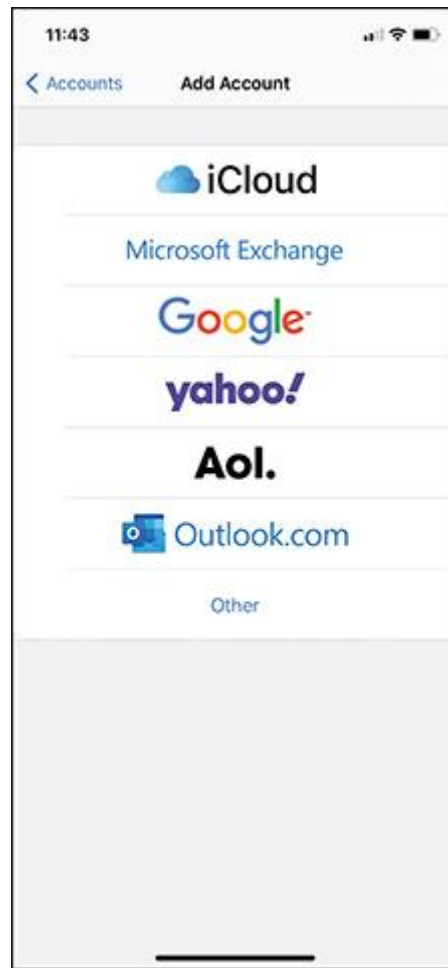 11:43
Accounts Add Account
iCloud
Microsoft Exchange
Google
yahoo!
Aol.
Outlook.com
Other